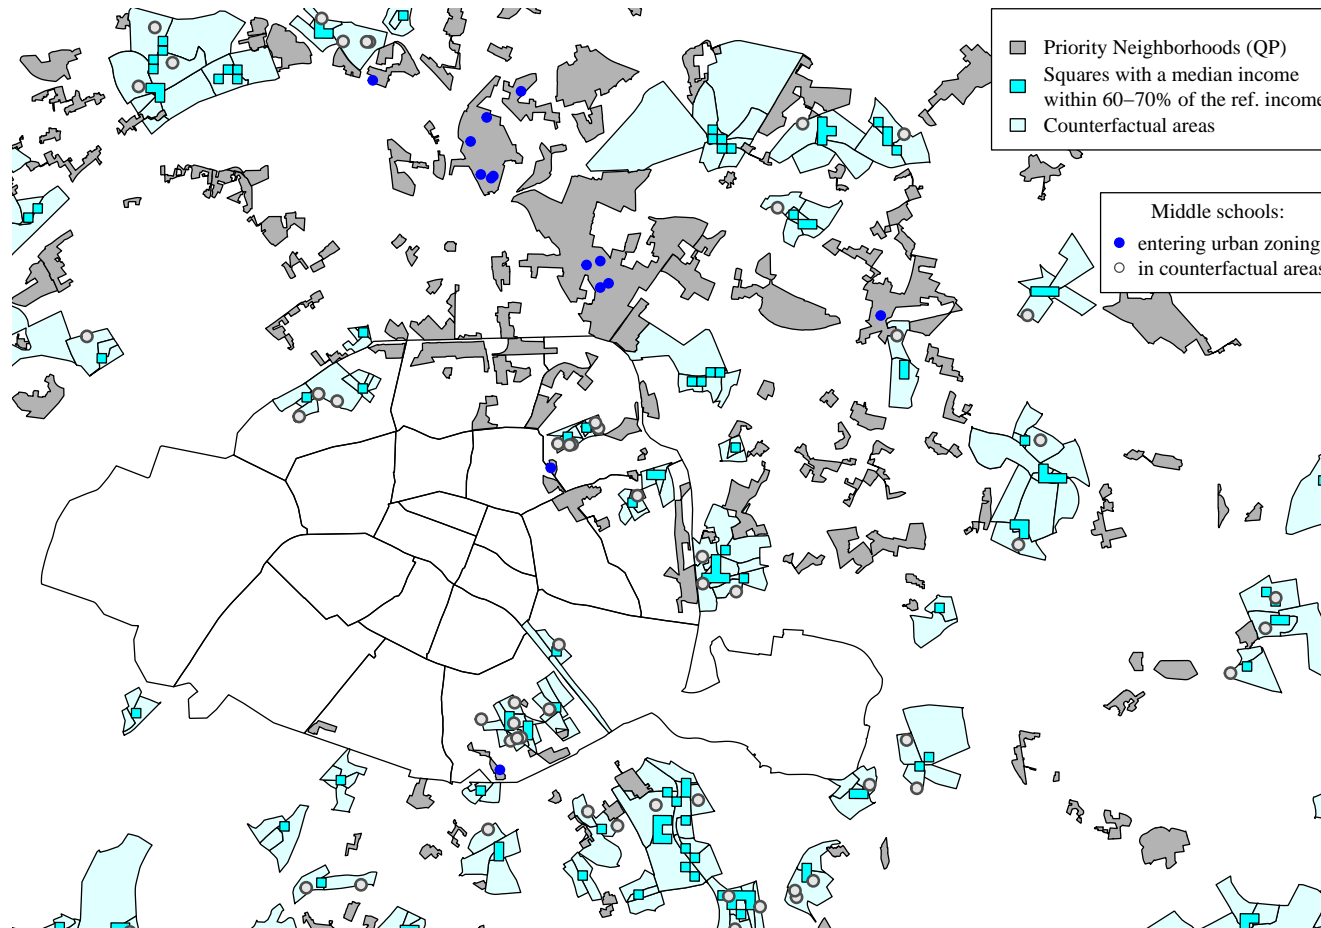 Priority Neighborhoods (QP)
Squares with a median income
within 60–70% of the ref. income
Counterfactual areas
Middle schools:
entering urban zoning
in counterfactual areas